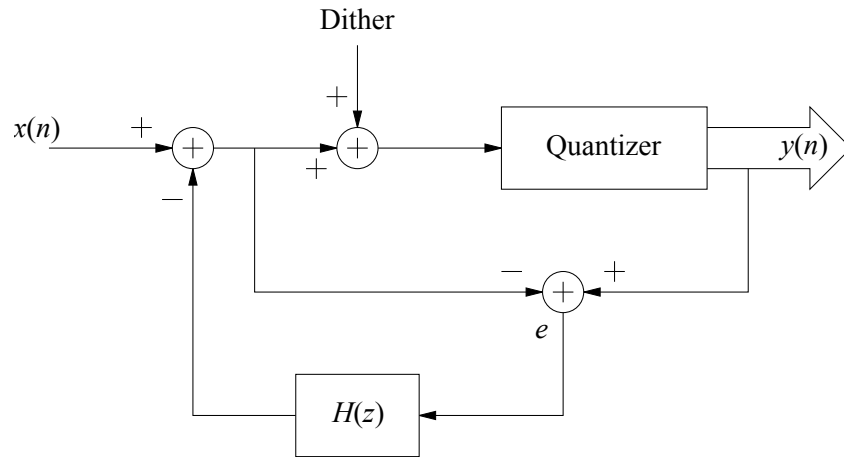 Dither
+
x(n)
+
+
+
+
Quantizer
y(n)
−
−
+
+
e
H(z)